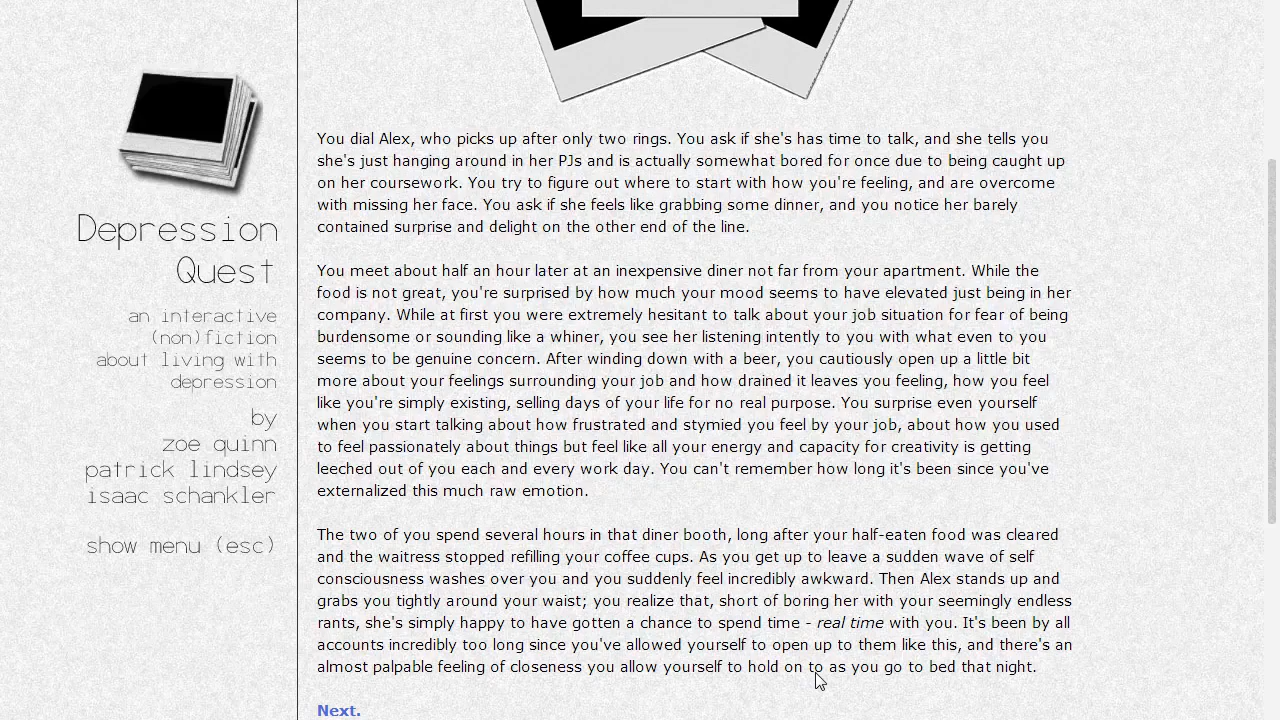 Depression
Quest
an interactive
(non)fiction
about living with
depression
by
zoe quinn
patrick lindsey
isaac schankler
show menu (esc)
You dial Alex, who picks up after only two rings. You ask if she's has time to talk, and she tells you
she's just hanging around in her PJs and is actually somewhat bored for once due to being caught up
on her coursework. You try to figure out where to start with how you're feeling, and are overcome
with missing her face. You ask if she feels like grabbing some dinner, and you notice her barely
contained surprise and delight on the other end of the line.
You meet about half an hour later at an inexpensive diner not far from your apartment. While the
food is not great, you're surprised by how much your mood seems to have elevated just being in her
company. While at first you were extremely hesitant to talk about your job situation for fear of being
burdensome or sounding like a whiner, you see her listening intently to you with what even to you
seems to be genuine concern. After winding down with a beer, you cautiously open up a little bit
more about your feelings surrounding your job and how drained it leaves you feeling, how you feel
like you're simply existing, selling days of your life for no real purpose. You surprise even yourself
when you start talking about how frustrated and stymied you feel by your job, about how you used
to feel passionately about things but feel like all your energy and capacity for creativity is getting
leeched out of you each and every work day. You can't remember how long it's been since you've
externalized this much raw emotion.
The two of you spend several hours in that diner booth, long after your half-eaten food was cleared
and the waitress stopped refilling your coffee cups. As you get up to leave a sudden wave of self
consciousness washes over you and you suddenly feel incredibly awkward. Then Alex stands up and
grabs you tightly around your waist; you realize that, short of boring her with your seemingly endless
rants, she's simply happy to have gotten a chance to spend time - real time with you. It's been by all
accounts incredibly too long since you've allowed yourself to open up to them like this, and there's an
almost palpable feeling of closeness you allow yourself to hold on to as you go to bed that night.
Next.